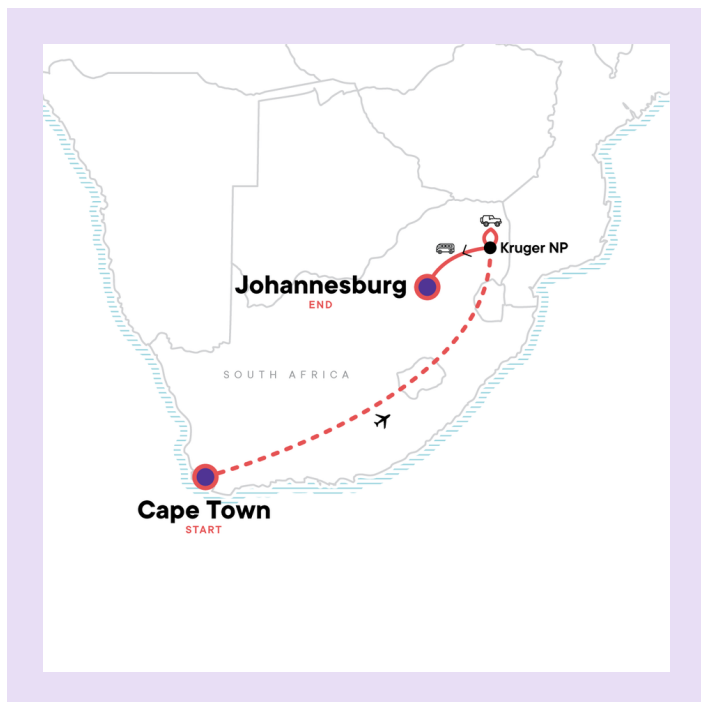 Kruger NP
Johannesburg
END
SOUTH AFRICA
Cape Town
START